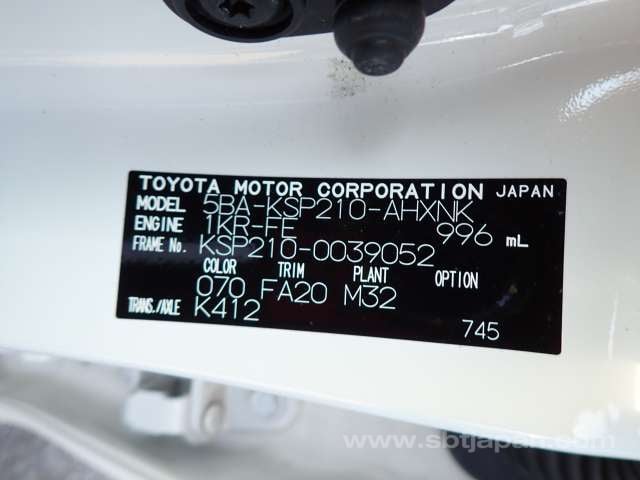 TOYOTA MOTOR CORPORATION JAPAN
MODEL 5BA-KSP210-AHXNK
ENGINE 1KR-FE 996 mL
FRAME No. KSP210-0039052
COLOR TRIM PLANT OPTION
070 FA20 M32
TRANS./AXLE K412
745
www.sbtjapan.com